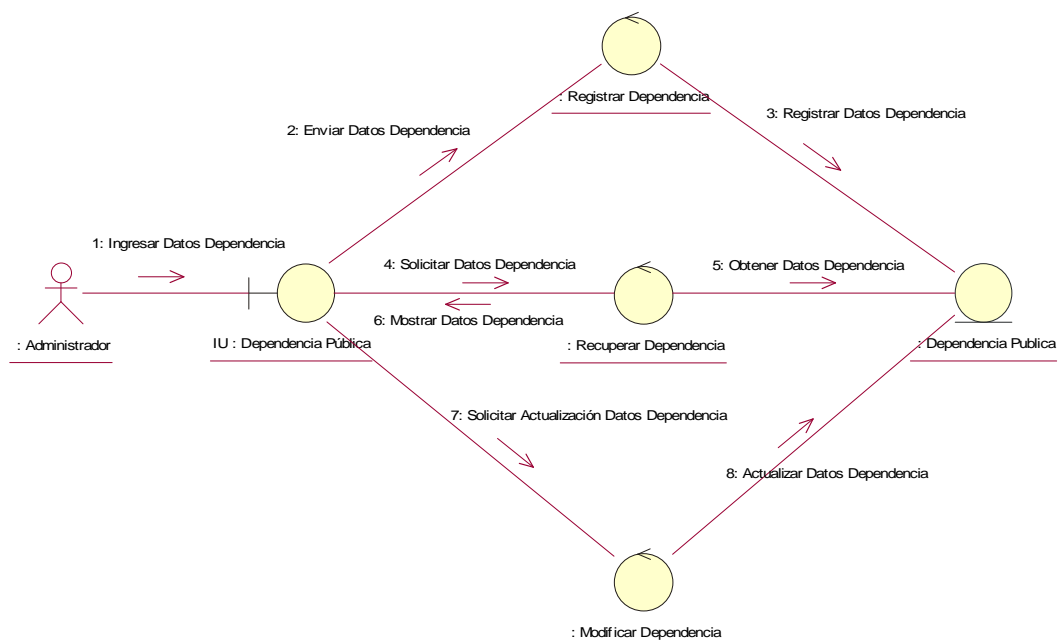 : Registrar Dependencia
3: Registrar Datos Dependencia
2: Enviar Datos Dependencia
1: Ingresar Datos Dependencia
4: Solicitar Datos Dependencia
5: Obtener Datos Dependencia
6: Mostrar Datos Dependencia
: Administrador
IU : Dependencia Pública
: Recuperar Dependencia
: Dependencia Publica
7: Solicitar Actualización Datos Dependencia
8: Actualizar Datos Dependencia
: Modificar Dependencia